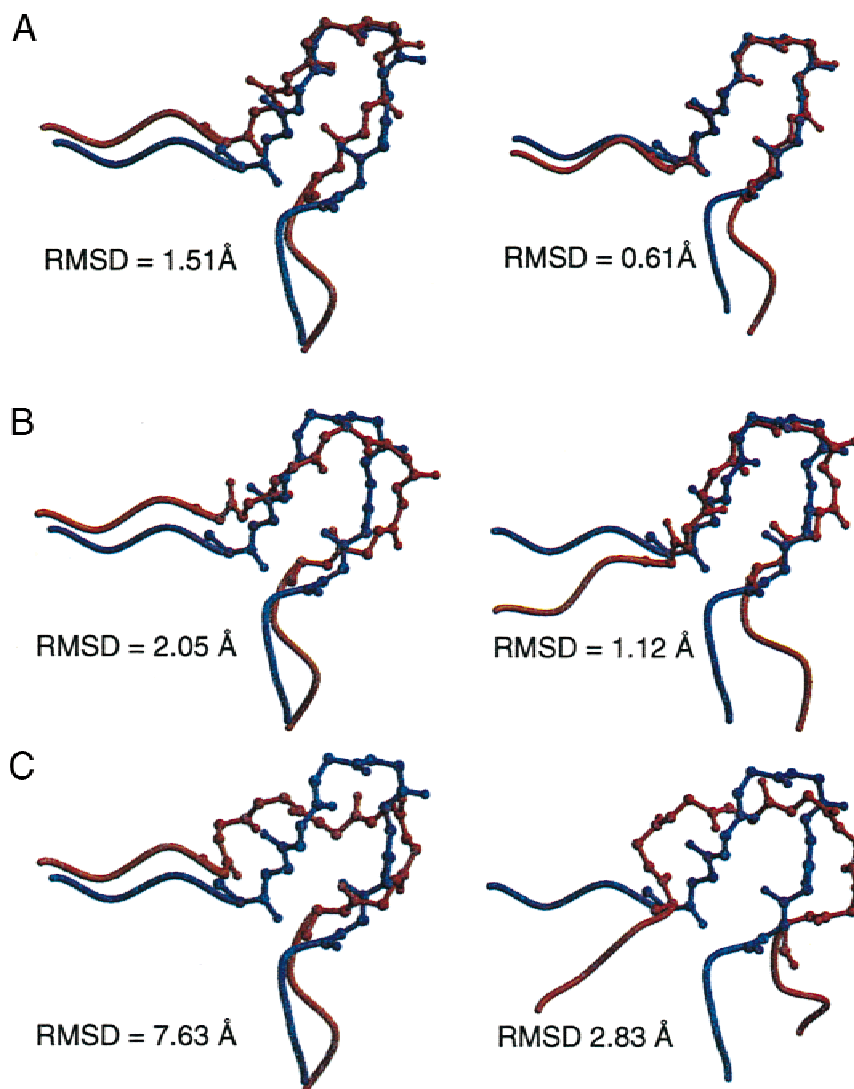 A
RMSD = 1.51Å
RMSD = 0.61Å
B
RMSD = 2.05 Å
RMSD = 1.12 Å
C
RMSD = 7.63 Å
RMSD 2.83 Å